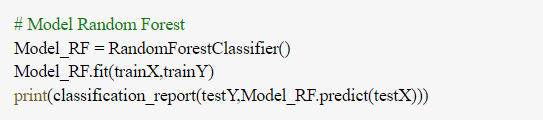 # Model Random Forest
Model_RF = RandomForestClassifier()
Model_RF.fit(trainX,trainY)
print(classification_report(testY,Model_RF.predict(testX)))